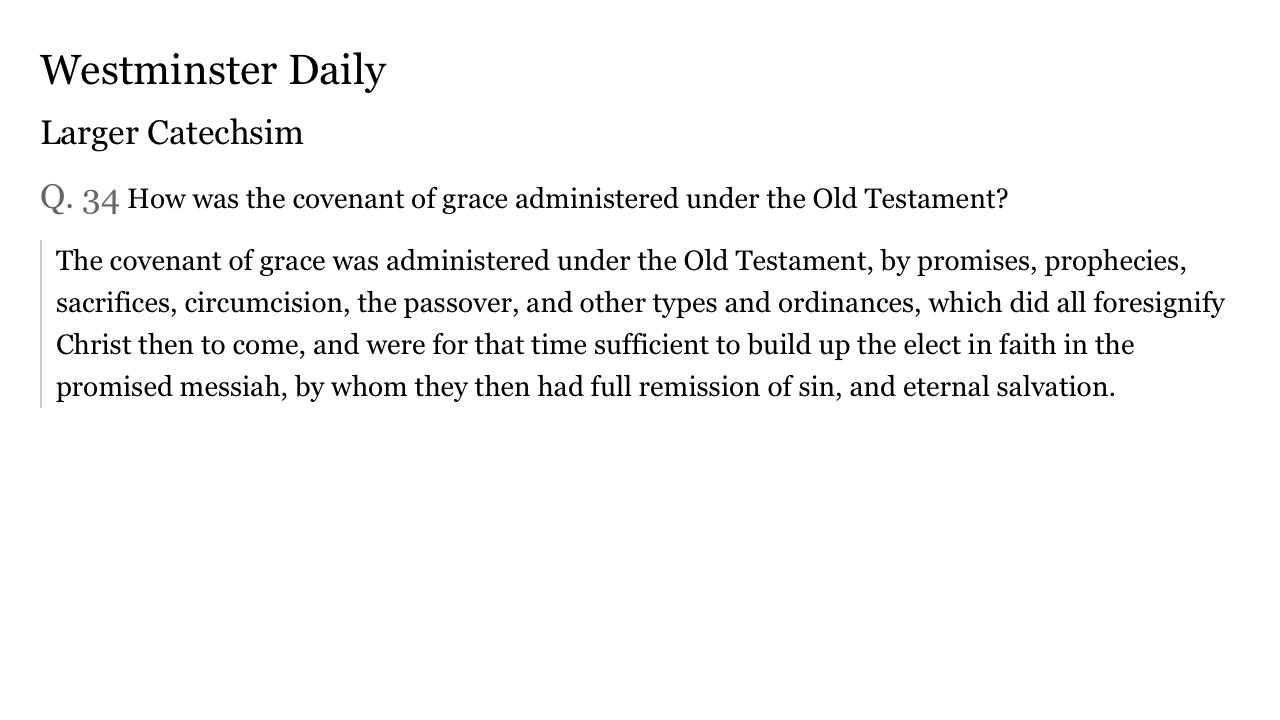 Westminster Daily
Larger Catechsim
Q. 34 How was the covenant of grace administered under the Old Testament?
The covenant of grace was administered under the Old Testament, by promises, prophecies,
sacrifices, circumcision, the passover, and other types and ordinances, which did all foresignify
Christ then to come, and were for that time sufficient to build up the elect in faith in the
promised messiah, by whom they then had full remission of sin, and eternal salvation.